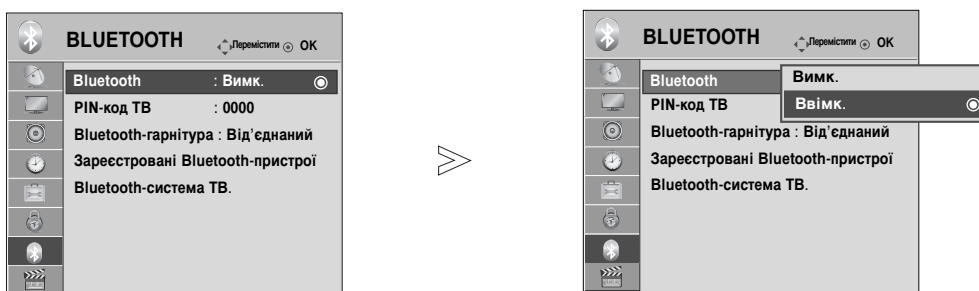 BLUETOOTH Перемістити OK
Bluetooth : Вимк.
PIN-код ТВ : 0000
Bluetooth-гарнітура : Від'єднаний
Зареєстровані Bluetooth-пристрої
Bluetooth-система ТВ.
BLUETOOTH Перемістити OK
Bluetooth Вимк.
Ввімк.
PIN-код ТВ
Bluetooth-гарнітура : Від'єднаний
Зареєстровані Bluetooth-пристрої
Bluetooth-система ТВ.